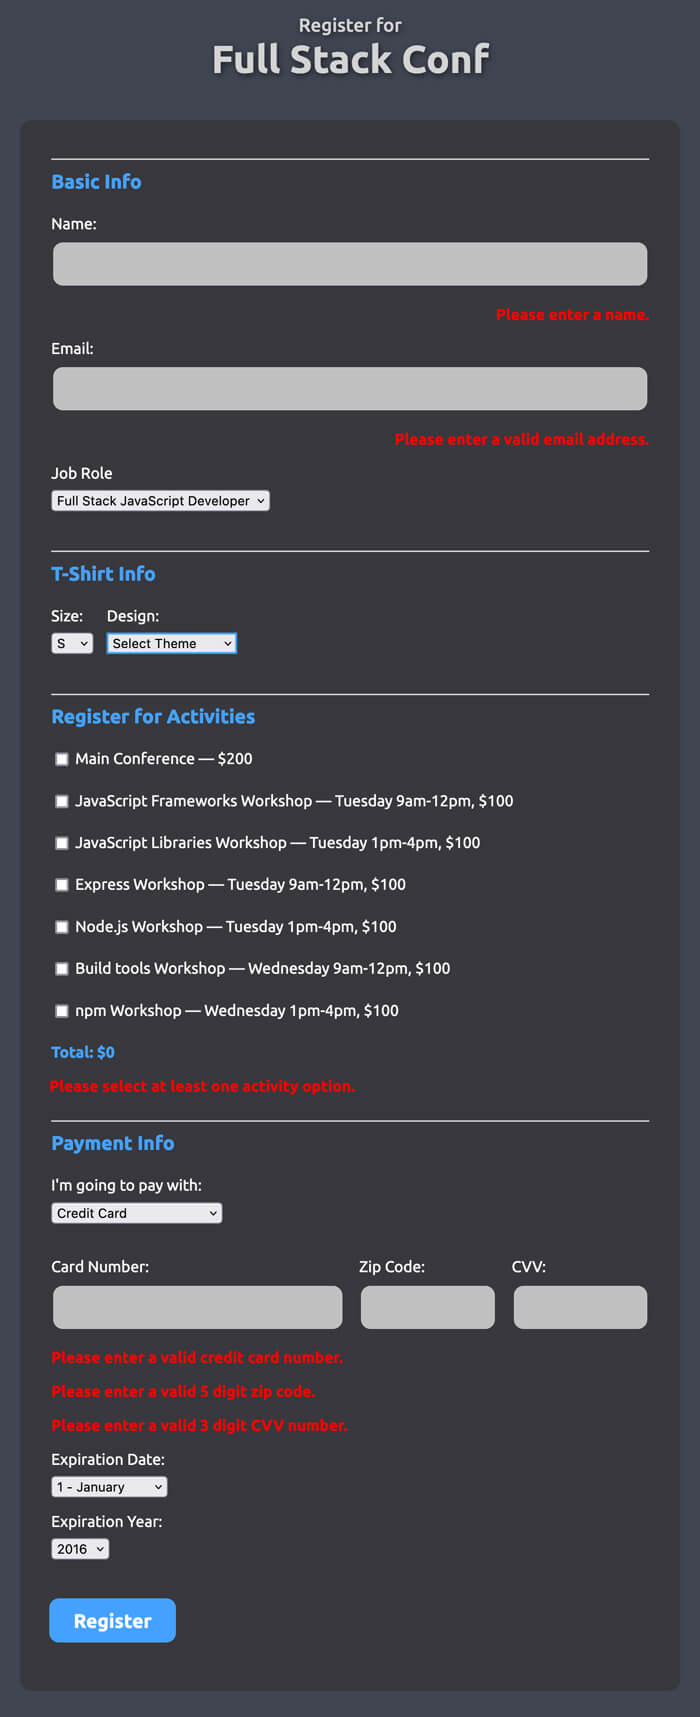 Register for
Full Stack Conf
Basic Info
Name:
Please enter a name.
Email:
Please enter a valid email address.
Job Role
Full Stack JavaScript Developer
T-Shirt Info
Size: Design:
S Select Theme
Register for Activities
Main Conference — $200
JavaScript Frameworks Workshop — Tuesday 9am-12pm, $100
JavaScript Libraries Workshop — Tuesday 1pm-4pm, $100
Express Workshop — Tuesday 9am-12pm, $100
Node.js Workshop — Tuesday 1pm-4pm, $100
Build tools Workshop — Wednesday 9am-12pm, $100
npm Workshop — Wednesday 1pm-4pm, $100
Total: $0
Please select at least one activity option.
Payment Info
I'm going to pay with:
Credit Card
Card Number: Zip Code: CVV:
Please enter a valid credit card number.
Please enter a valid 5 digit zip code.
Please enter a valid 3 digit CVV number.
Expiration Date:
1 - January
Expiration Year:
2016
Register